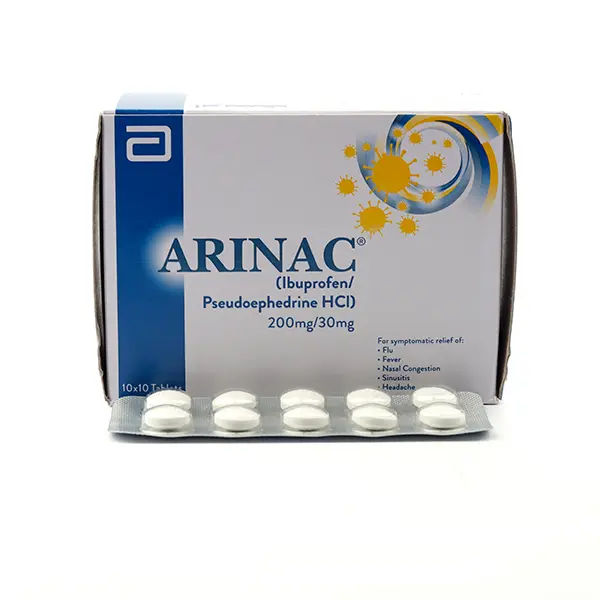 ARINAC®
(Ibuprofen/
Pseudoephedrine HCl)
200mg/30mg
For symptomatic relief of:
• Flu
• Fever
• Nasal Congestion
• Sinusitis
• Headache
10x10 Tablets